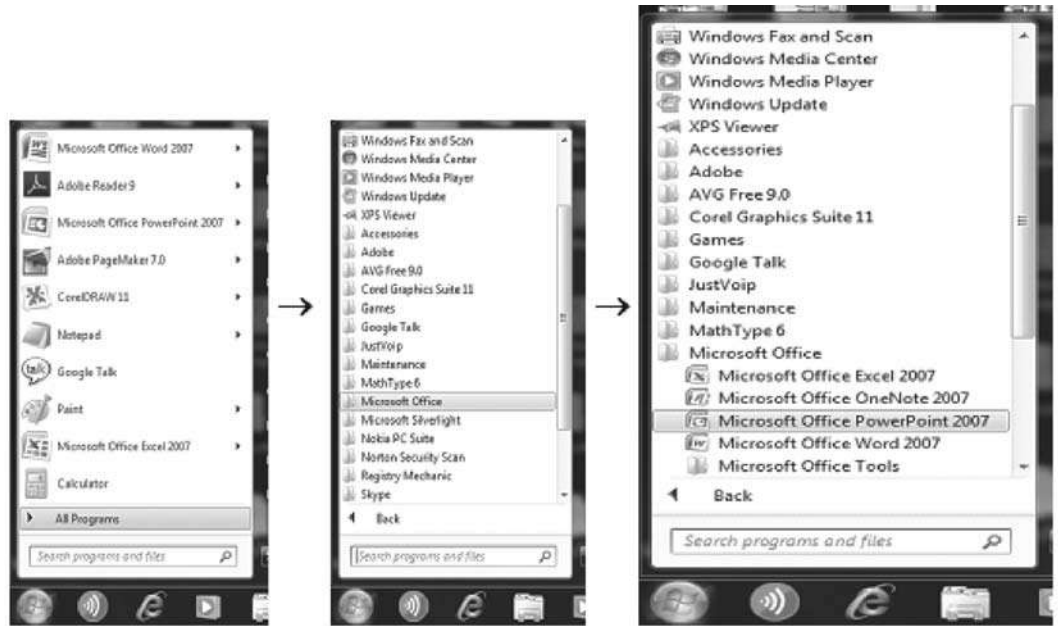 Microsoft Office Word 2007
Adobe Reader 9
Microsoft Office PowerPoint 2007
Adobe PageMaker 7.0
CorelDRAW 11
Notepad
talk
Google Talk
Paint
Microsoft Office Excel 2007
Calculator
All Programs
Search programs and files
→
Windows Fax and Scan
Windows Media Center
Windows Media Player
Windows Update
XPS Viewer
Accessories
Adobe
AVG Free 9.0
Corel Graphics Suite 11
Games
Google Talk
JustVoip
Maintenance
MathType 6
Microsoft Office
Microsoft Silverlight
Nokia PC Suite
Norton Security Scan
Registry Mechanic
Skype
Back
Search programs and files
→
Windows Fax and Scan
Windows Media Center
Windows Media Player
Windows Update
XPS Viewer
Accessories
Adobe
AVG Free 9.0
Corel Graphics Suite 11
Games
Google Talk
JustVoip
Maintenance
MathType 6
Microsoft Office
Microsoft Office Excel 2007
Microsoft Office OneNote 2007
Microsoft Office PowerPoint 2007
Microsoft Office Word 2007
Microsoft Office Tools
Back
Search programs and files